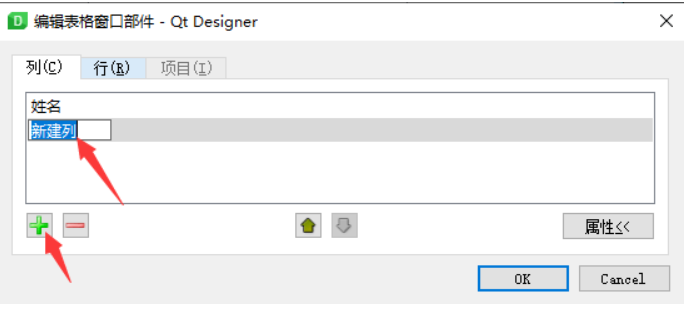 编辑表格窗口部件 - Qt Designer
列(C) 行(R) 项目(I)
姓名
新建列
属性<<
OK Cancel